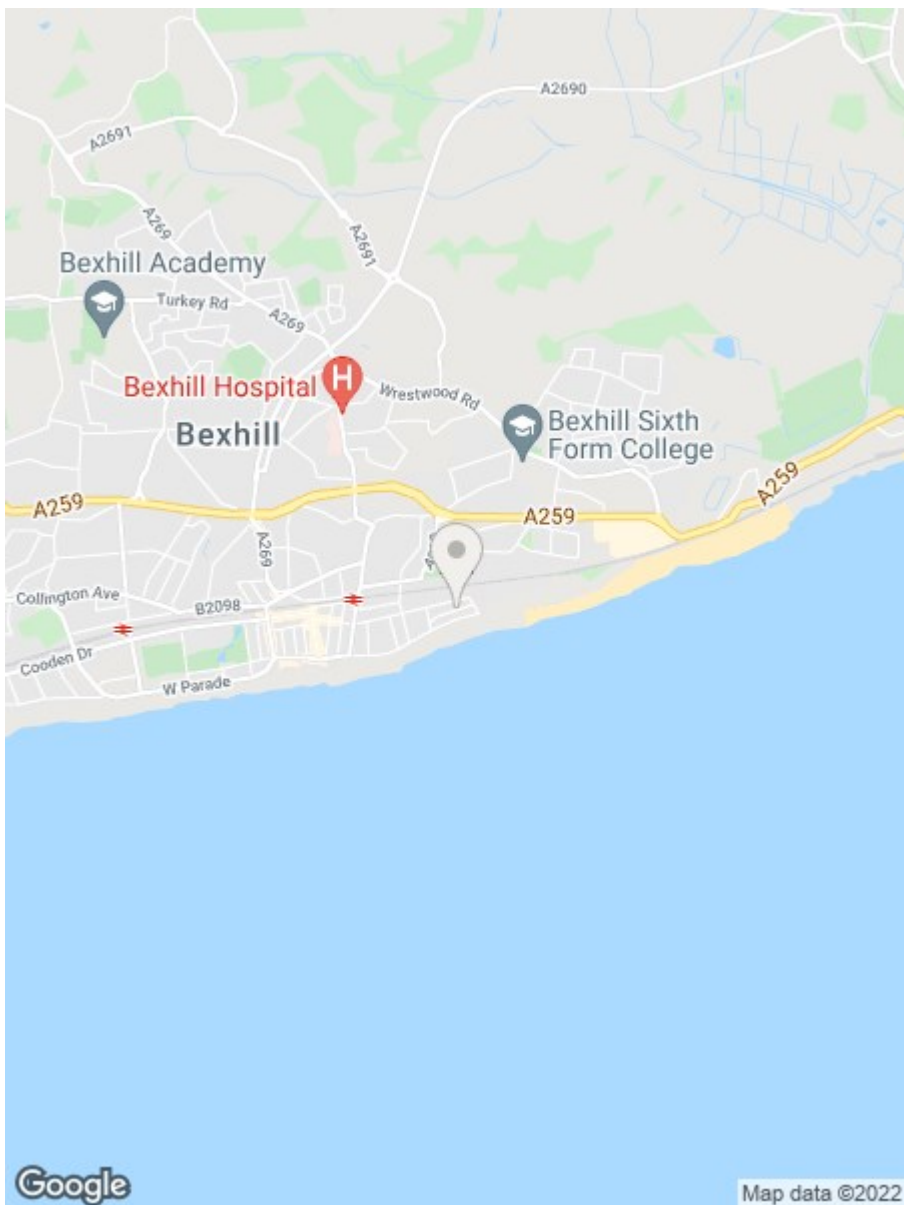 A2690
A2691
A269
A2691
Bexhill Academy
Turkey Rd
A269
Bexhill Hospital
H
Wrestwood Rd
Bexhill Sixth
Form College
Bexhill
A259
A259
A259
A269
Collington Ave
B2098
Cooden Dr
W Parade
Google
Map data ©2022